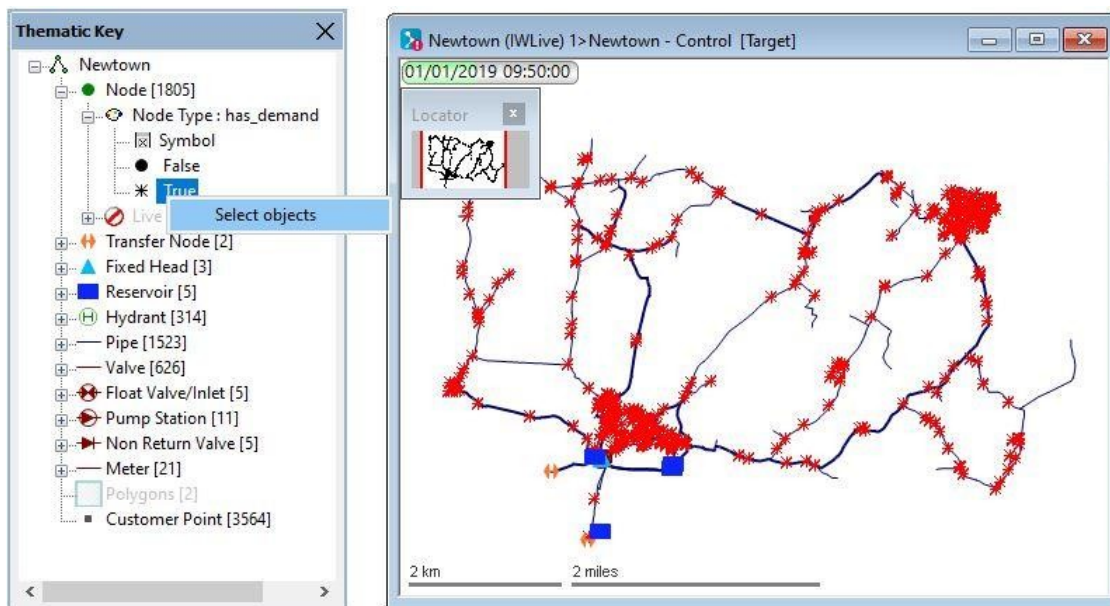 Thematic Key
Newtown
Node [1805]
Node Type : has_demand
Symbol
False
True
Select objects
Live
Transfer Node [2]
Fixed Head [3]
Reservoir [5]
Hydrant [314]
Pipe [1523]
Valve [626]
Float Valve/Inlet [5]
Pump Station [11]
Non Return Valve [5]
Meter [21]
Polygons [2]
Customer Point [3564]
Newtown (IWLive) 1>Newtown - Control [Target]
01/01/2019 09:50:00
Locator
2 km
2 miles